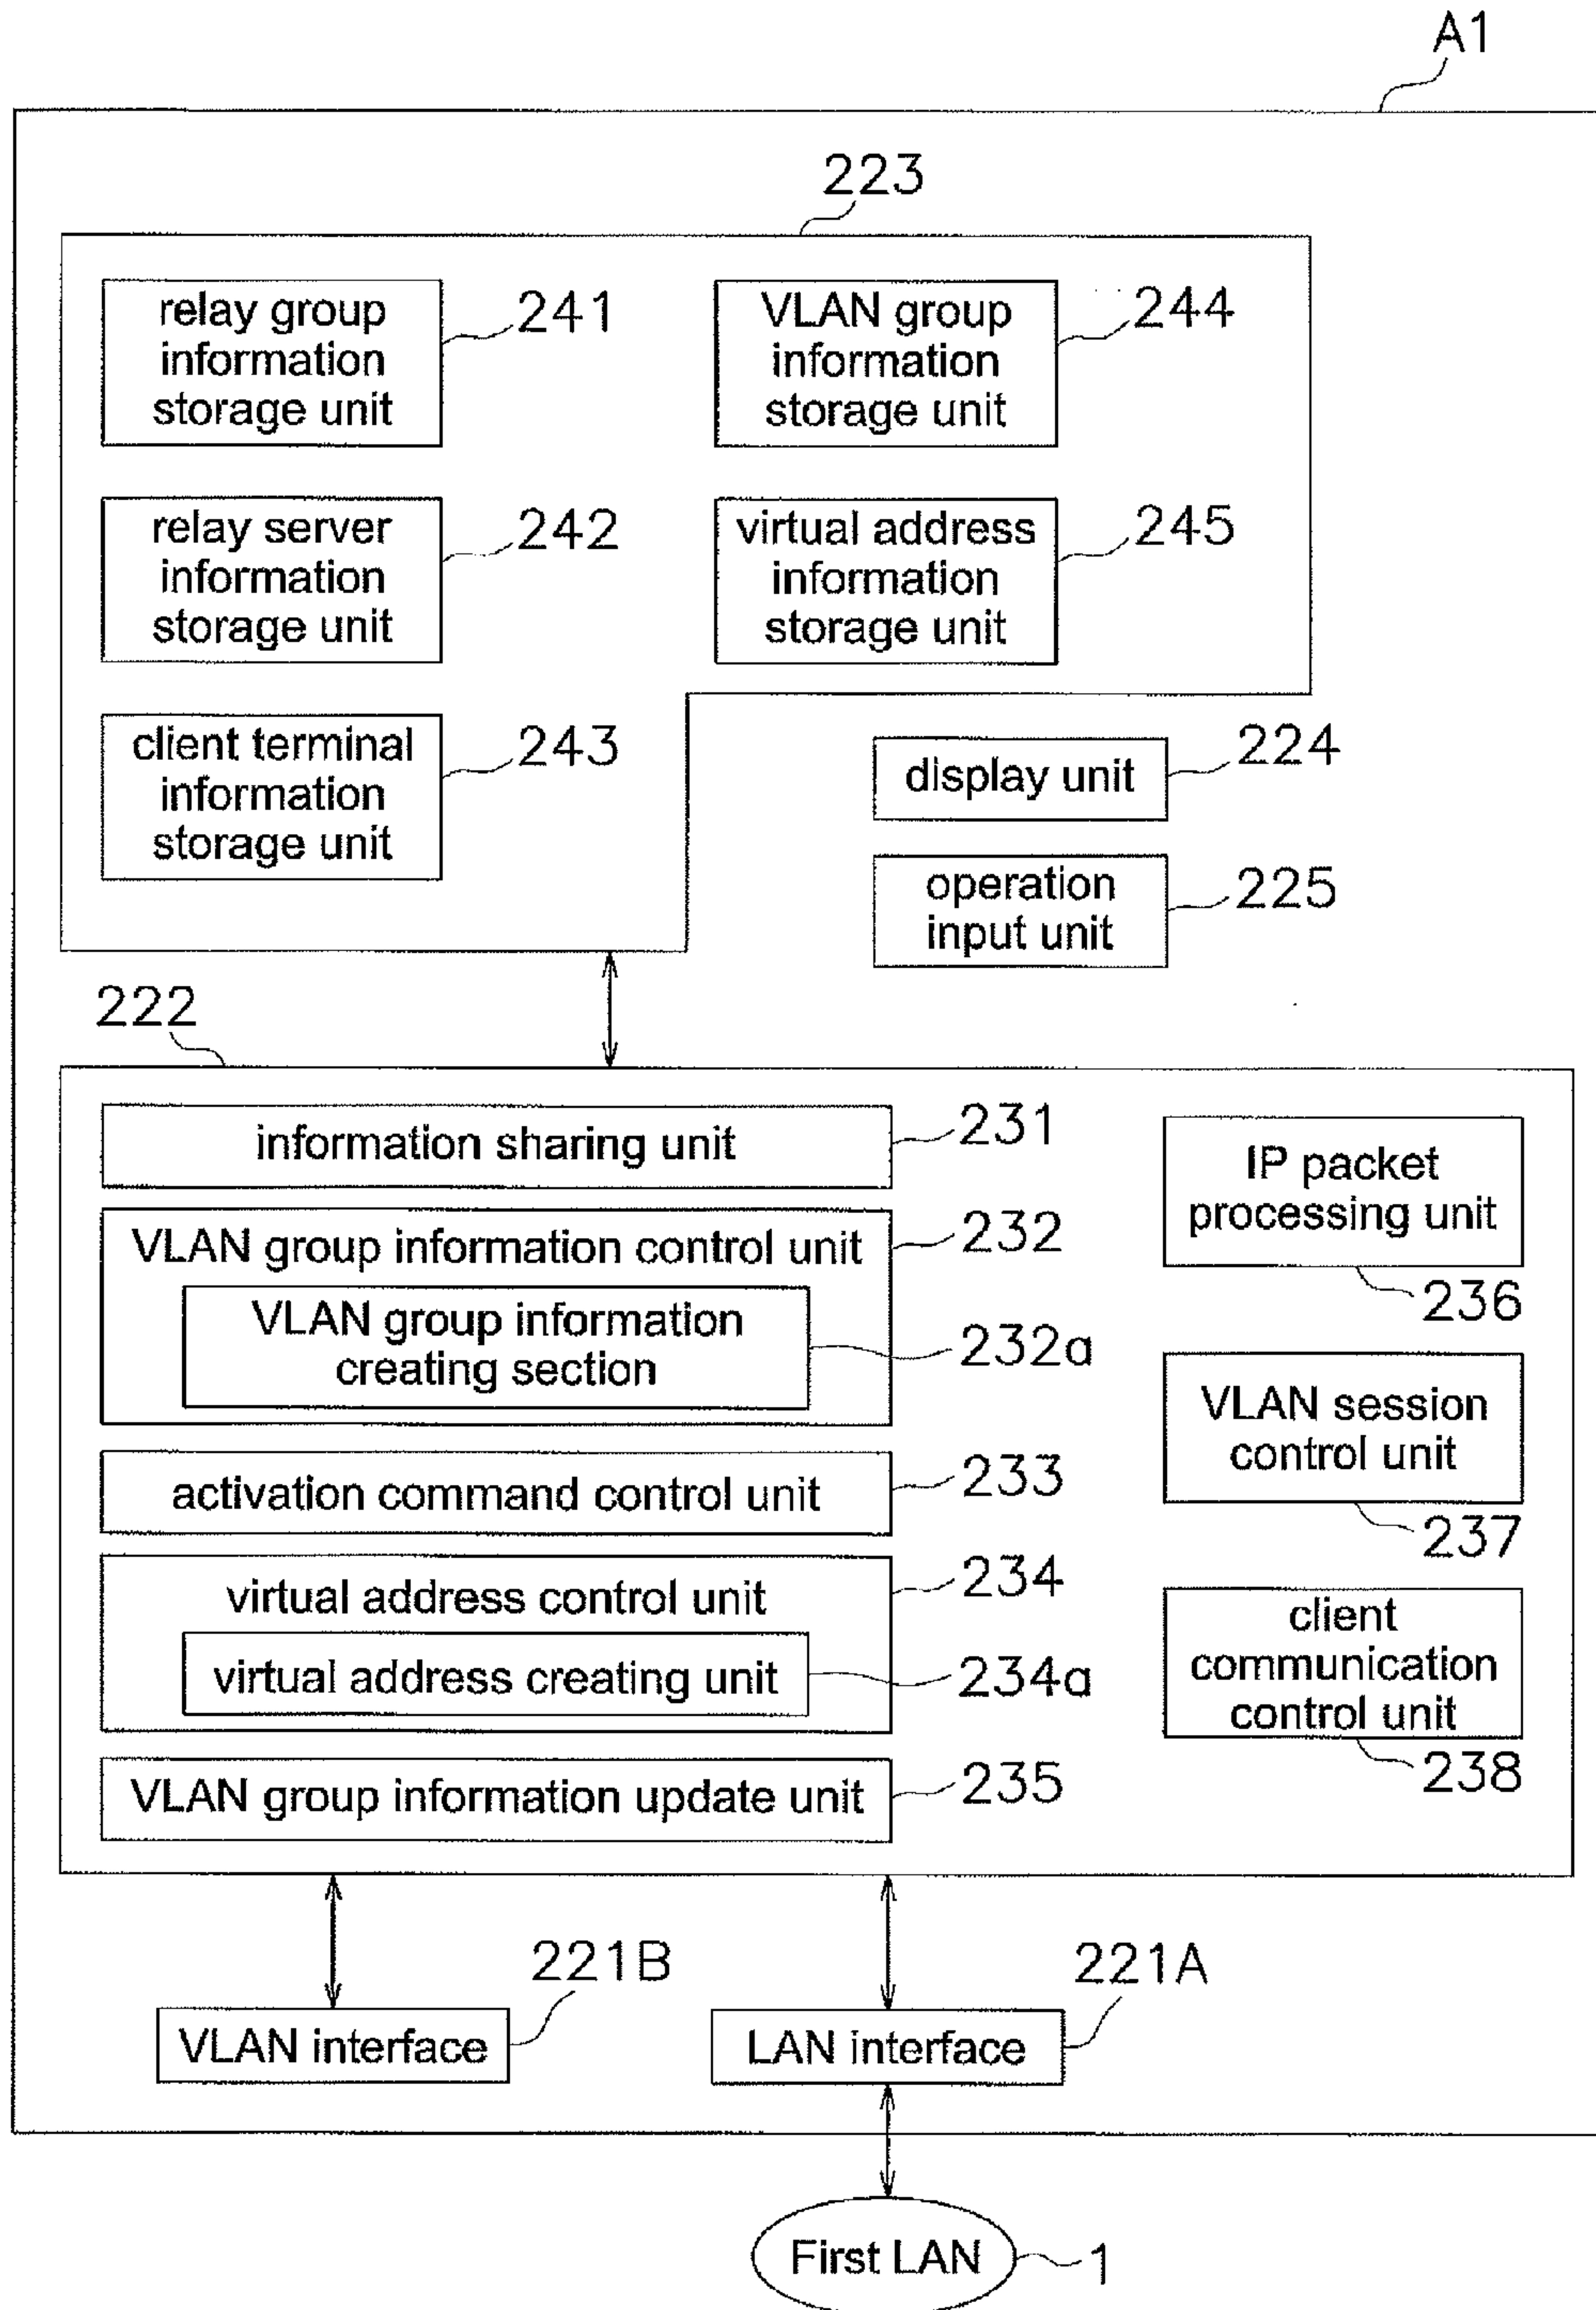 A1
223
relay group
information
storage unit
241
VLAN group
information
storage unit
244
relay server
information
storage unit
242
virtual address
information
storage unit
245
client terminal
information
storage unit
243
display unit
224
operation
input unit
225
222
information sharing unit
231
VLAN group information control unit
232
VLAN group information
creating section
232a
activation command control unit
233
virtual address control unit
234
virtual address creating unit
234a
VLAN group information update unit
235
IP packet
processing unit
236
VLAN session
control unit
237
client
communication
control unit
238
221B
VLAN interface
221A
LAN interface
First LAN
1